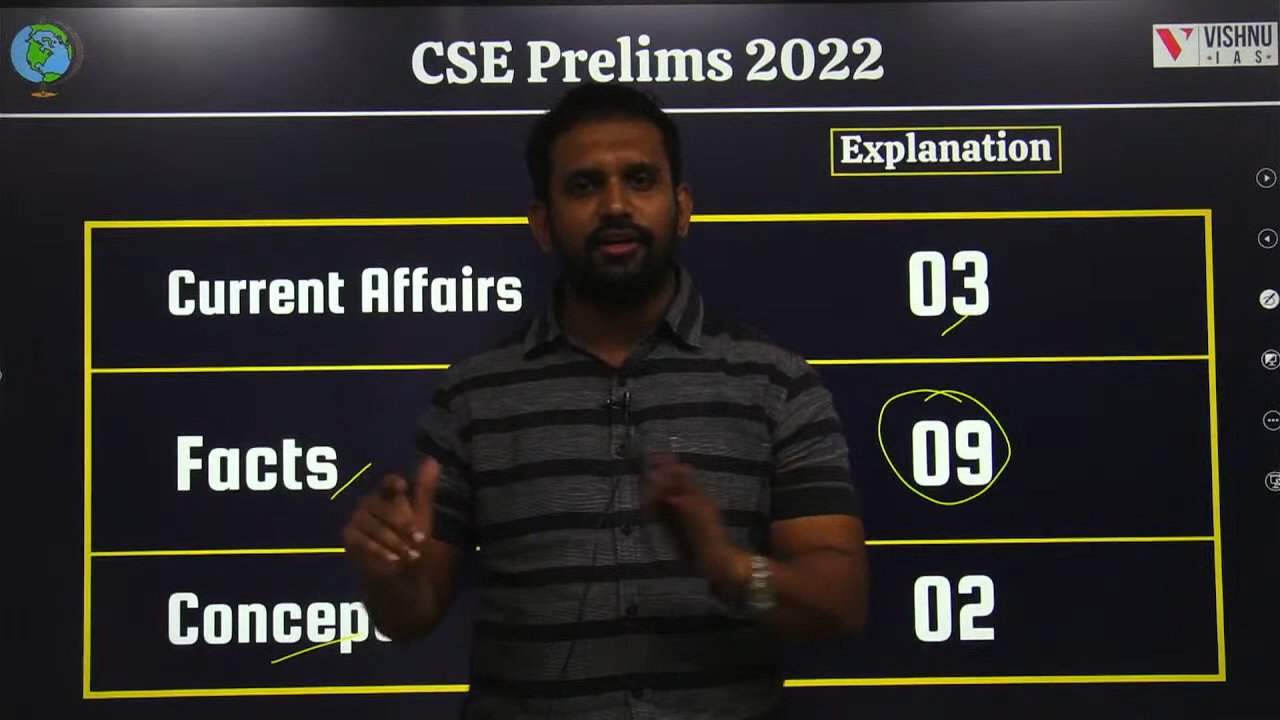 CSE Prelims 2022
VISHNU
IAS
Explanation
Current Affairs 03
Facts 09
02